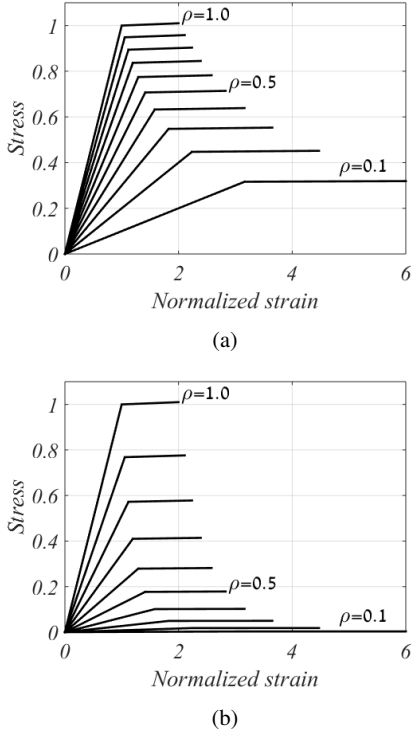 1
ρ=1.0
0.8
ρ=0.5
0.6
Stress
0.4
ρ=0.1
0.2
0
0 2 4 6
Normalized strain
(a)
1
ρ=1.0
0.8
0.6
Stress
0.4
0.2
ρ=0.5
ρ=0.1
0
0 2 4 6
Normalized strain
(b)